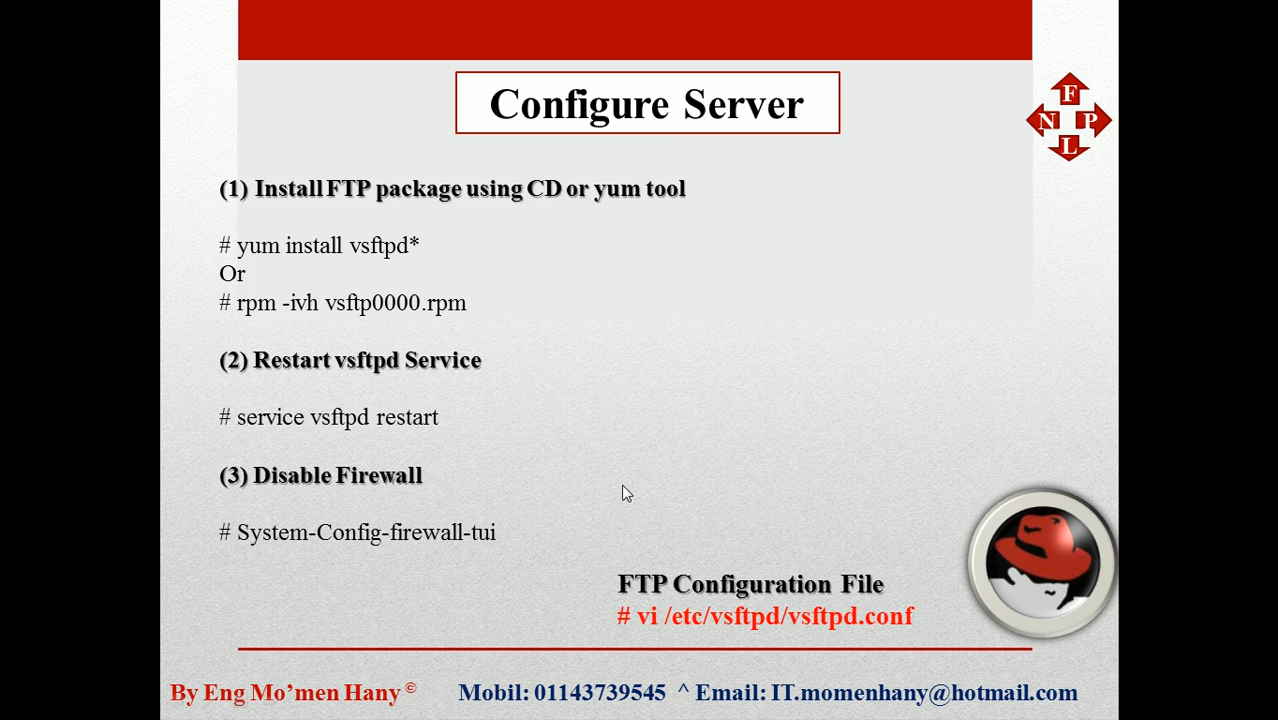 Configure Server
F
N P
L
(1) Install FTP package using CD or yum tool
# yum install vsftpd*
Or
# rpm -ivh vsftp0000.rpm
(2) Restart vsftpd Service
# service vsftpd restart
(3) Disable Firewall
# System-Config-firewall-tui
FTP Configuration File
# vi /etc/vsftpd/vsftpd.conf
By Eng Mo’men Hany © Mobil: 01143739545 ^ Email: IT.momenhany@hotmail.com